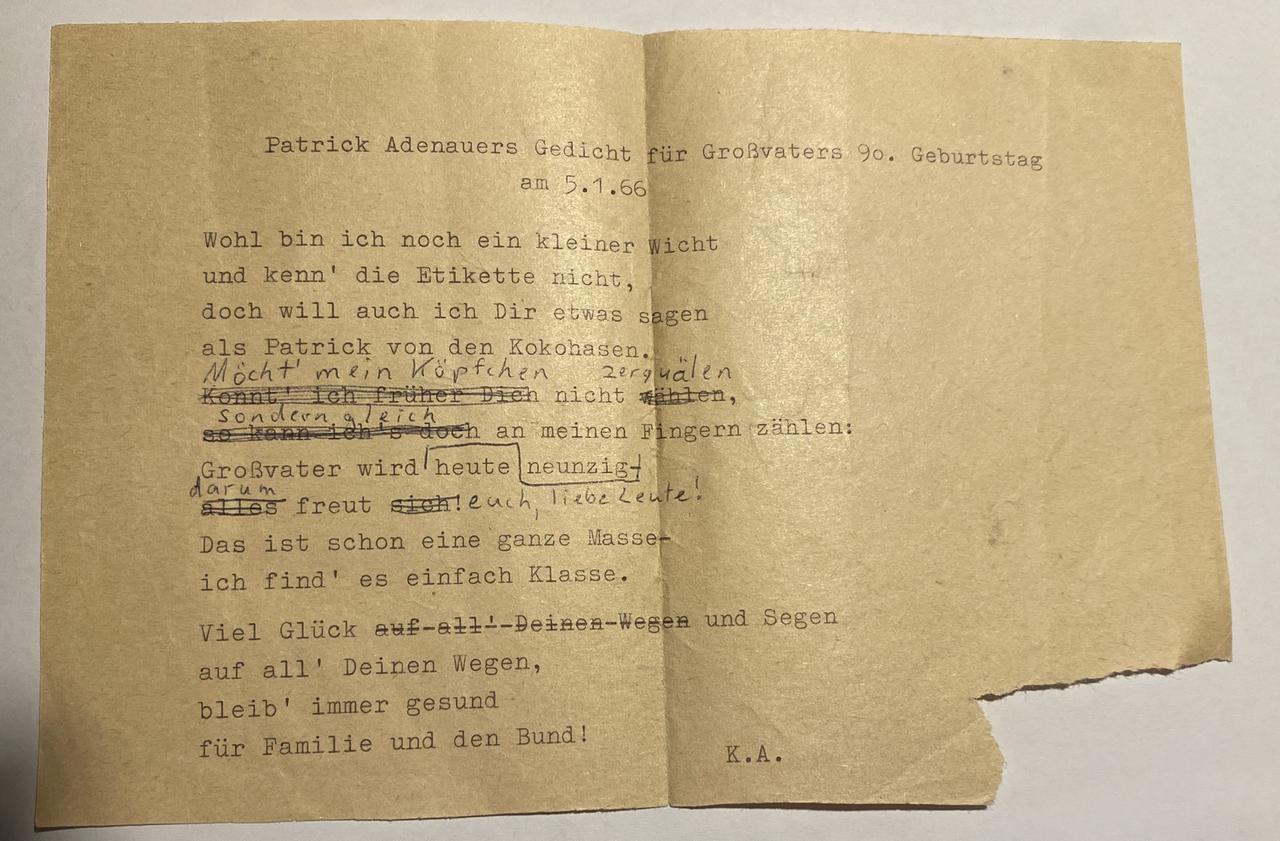 Patrick Adenauers Gedicht für Großvaters 90. Geburtstag
am 5.1.66
Wohl bin ich noch ein kleiner Wicht
und kenn' die Etikette nicht,
doch will auch ich Dir etwas sagen
als Patrick von den Kokohasen.
Möcht' mein Köpfchen zerquälen
Konnt' ich früher Dich nicht wählen,
sondern gleich
so kann ich's doch an meinen Fingern zählen:
Großvater wird heute neunzig-
darum
alles freut sich! euch, liebe Leute!
Das ist schon eine ganze Masse-
ich find' es einfach Klasse.
Viel Glück auf all' Deinen Wegen und Segen
auf all' Deinen Wegen,
bleib' immer gesund
für Familie und den Bund!
K.A.